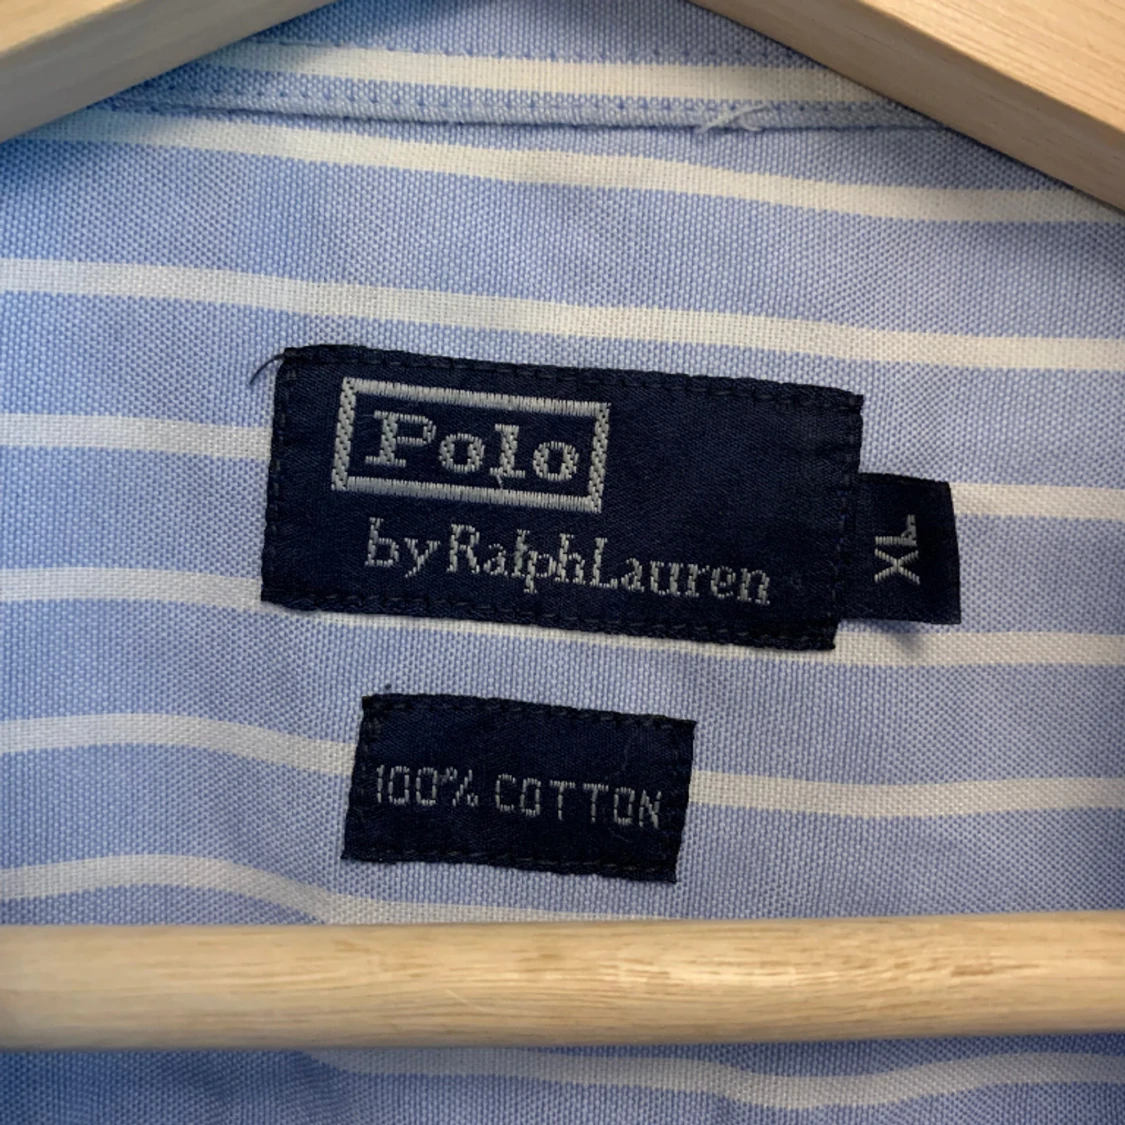 Polo
by Ralph Lauren
XL
100% COTTON